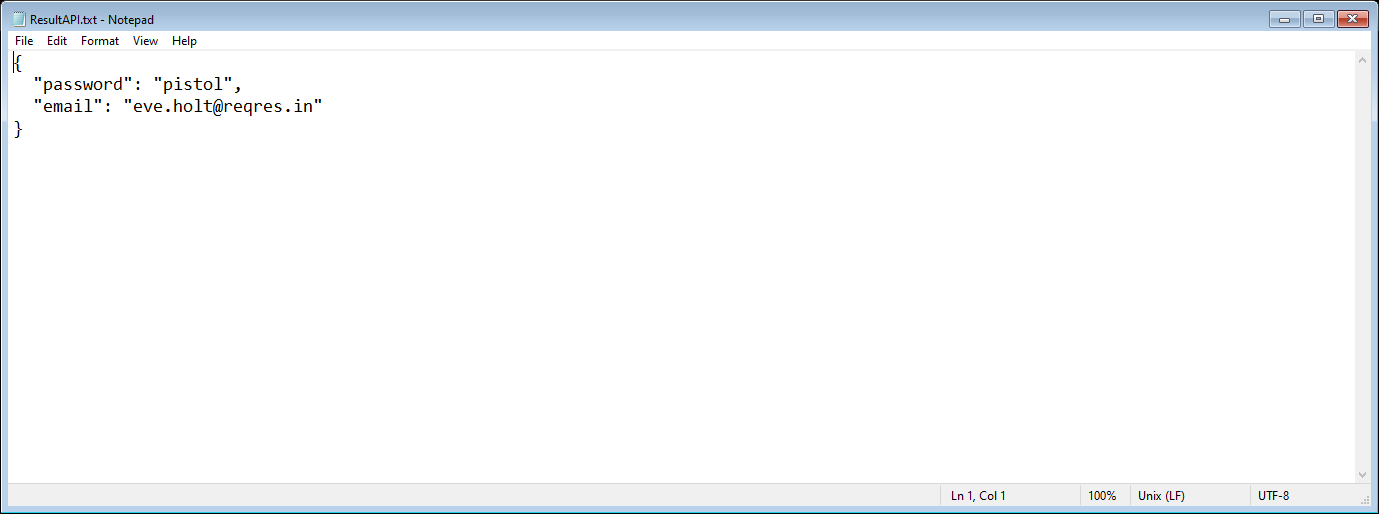 ResultAPI.txt - Notepad
File Edit Format View Help
{
  "password": "pistol",
  "email": "eve.holt@reqres.in"
}
Ln 1, Col 1 100% Unix (LF) UTF-8